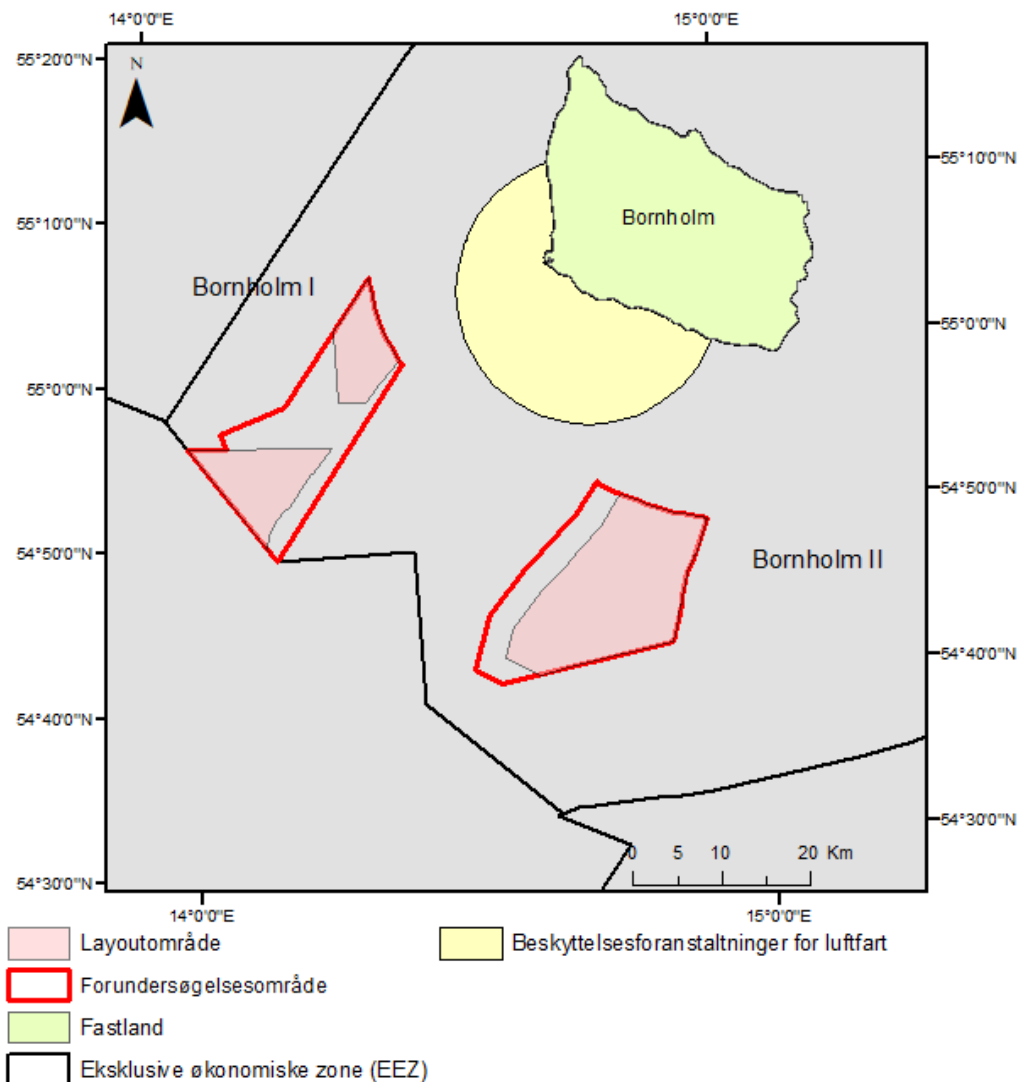 14°0'0"E 15°0'0"E
55°20'0"N
N
55°10'0"N
55°10'0"N
Bornholm
Bornholm I
55°0'0"N
55°0'0"N
54°50'0"N
54°50'0"N
Bornholm II
54°40'0"N
54°40'0"N
54°30'0"N
0 5 10 20 Km
54°30'0"N
14°0'0"E 15°0'0"E
Layoutområde
Beskyttelsesforanstaltninger for luftfart
Forundersøgelsesområde
Fastland
Eksklusive økonomiske zone (EEZ)